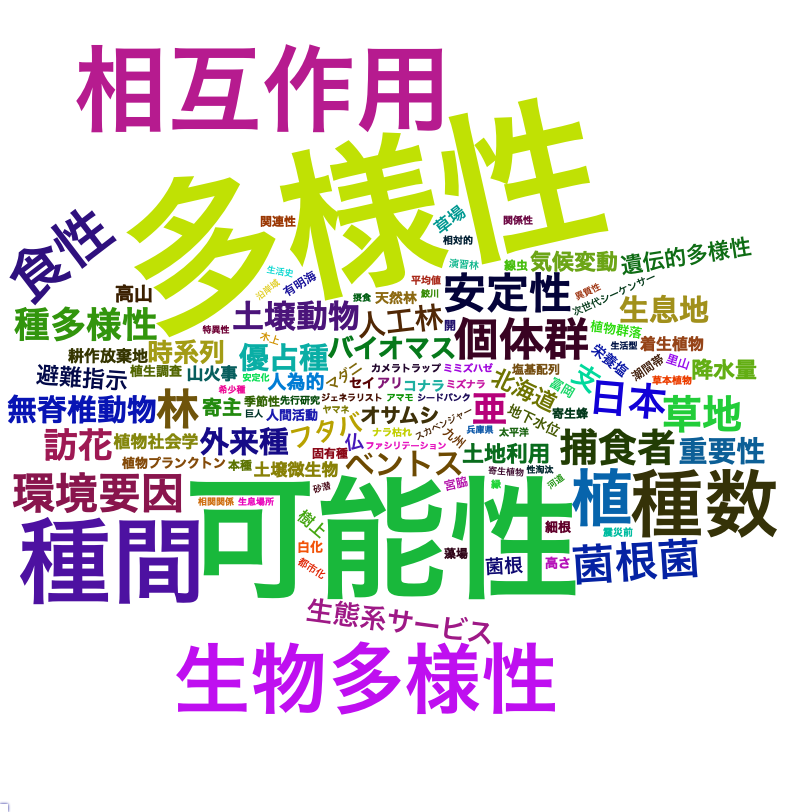 相互作用
多様性
食性
草場
関係性
関連性
相対的
遺伝的多様性
気候変動
演習林
線虫
生活史
沿岸域
有明海
平均値
異質性
次世代シーケンサー
高山
摂食
天然林
鮫川
安定性
生息地
種多様性
特異性
土壌動物
人工林
開
個体群
植物群落
木上
耕作放棄地
時系列
優占種
バイオマス
生活型
着生植物
避難指示
植生調査
山火事
安定化
人為的
マダニ
カメラトラップ
ミミズハゼ
塩基配列
栄養塩
潮間帯
里山
降水量
希少種
セイ
アリ
コナラ
ミズナラ
北海道
富岡
支
草本植物
無脊椎動物
林
寄主
季節性
先行研究
ジェネラリスト
アマモ
シードバンク
亜
日本
草地
巨人
人間活動
ヤマネ
オサムシ
スカベンジャー
地下水位
寄生蜂
訪花
植物社会学
外来種
フタバ
仏
ナラ枯れ
九州
兵庫県
太平洋
捕食者
重要性
固有種
ファシリテーション
土地利用
植物プランクトン
本種
土壌微生物
ベントス
寄生植物
性淘汰
環境要因
相関関係
生息場所
砂潟
宮脇
緑
河道
植
種数
種間
可能性
樹上
細根
震災前
白化
藻場
菌根
高さ
菌根菌
都市化
生態系サービス
生物多様性